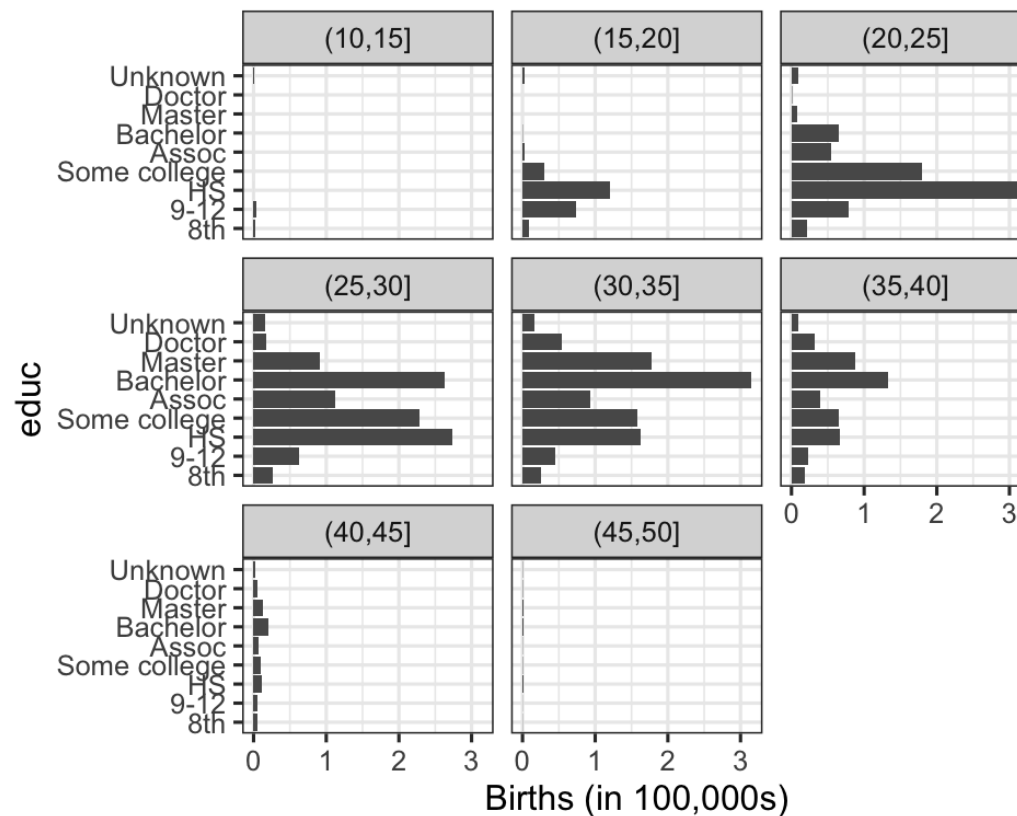 (10,15]
(15,20]
(20,25]
Unknown
Doctor
Master
Bachelor
Assoc
Some college
HS
9-12
8th
(25,30]
(30,35]
(35,40]
Unknown
Doctor
Master
Bachelor
Assoc
Some college
HS
9-12
8th
0 1 2 3
(40,45]
(45,50]
Unknown
Doctor
Master
Bachelor
Assoc
Some college
HS
9-12
8th
0 1 2 3
0 1 2 3
educ
Births (in 100,000s)